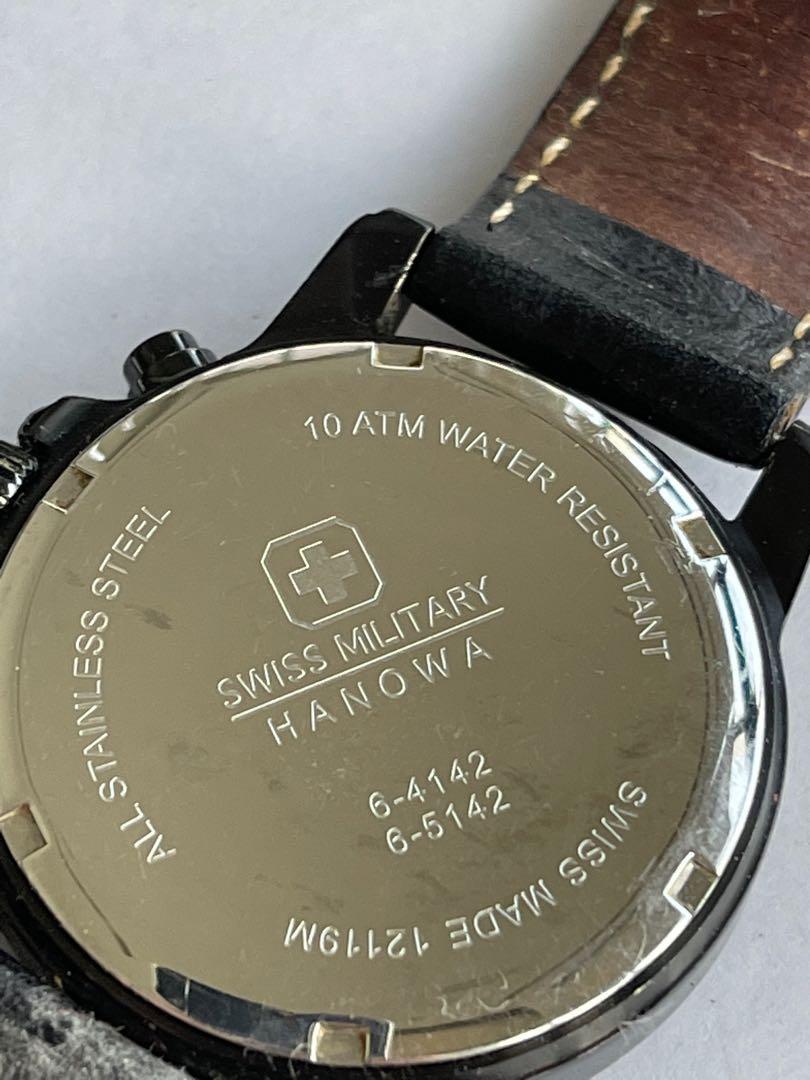 10 ATM WATER RESISTANT
ALL STAINLESS STEEL
SWISS MILITARY
HANOWA
6-4142
6-5142
SWISS MADE 12119M